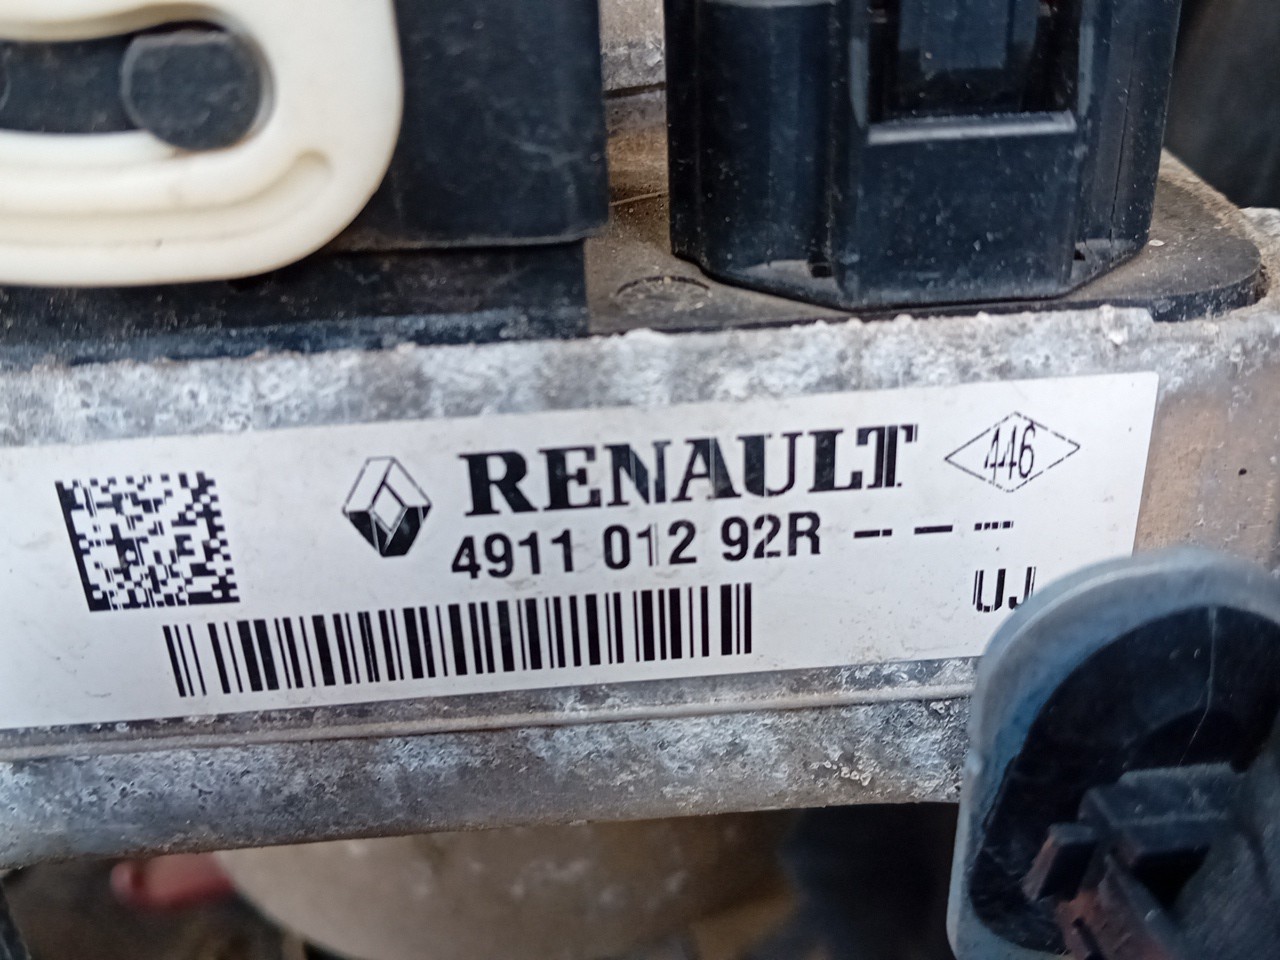 RENAULT 446
4911 012 92R -- - ---
UJ